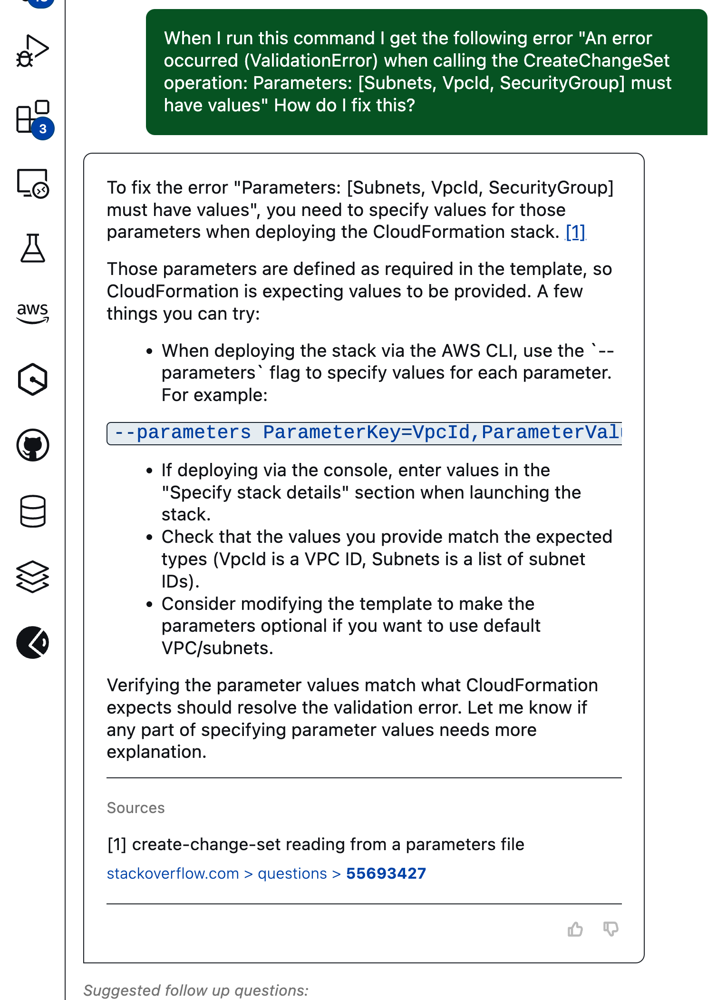 When I run this command I get the following error "An error
occurred (ValidationError) when calling the CreateChangeSet
operation: Parameters: [Subnets, VpcId, SecurityGroup] must
have values" How do I fix this?
3
To fix the error "Parameters: [Subnets, VpcId, SecurityGroup]
must have values", you need to specify values for those
parameters when deploying the CloudFormation stack. [1]
Those parameters are defined as required in the template, so
CloudFormation is expecting values to be provided. A few
things you can try:
aws
• When deploying the stack via the AWS CLI, use the `--
parameters` flag to specify values for each parameter.
For example:
--parameters ParameterKey=VpcId,ParameterValu
• If deploying via the console, enter values in the
"Specify stack details" section when launching the
stack.
• Check that the values you provide match the expected
types (VpcId is a VPC ID, Subnets is a list of subnet
IDs).
• Consider modifying the template to make the
parameters optional if you want to use default
VPC/subnets.
Verifying the parameter values match what CloudFormation
expects should resolve the validation error. Let me know if
any part of specifying parameter values needs more
explanation.
Sources
[1] create-change-set reading from a parameters file
stackoverflow.com > questions > 55693427
Suggested follow up questions: